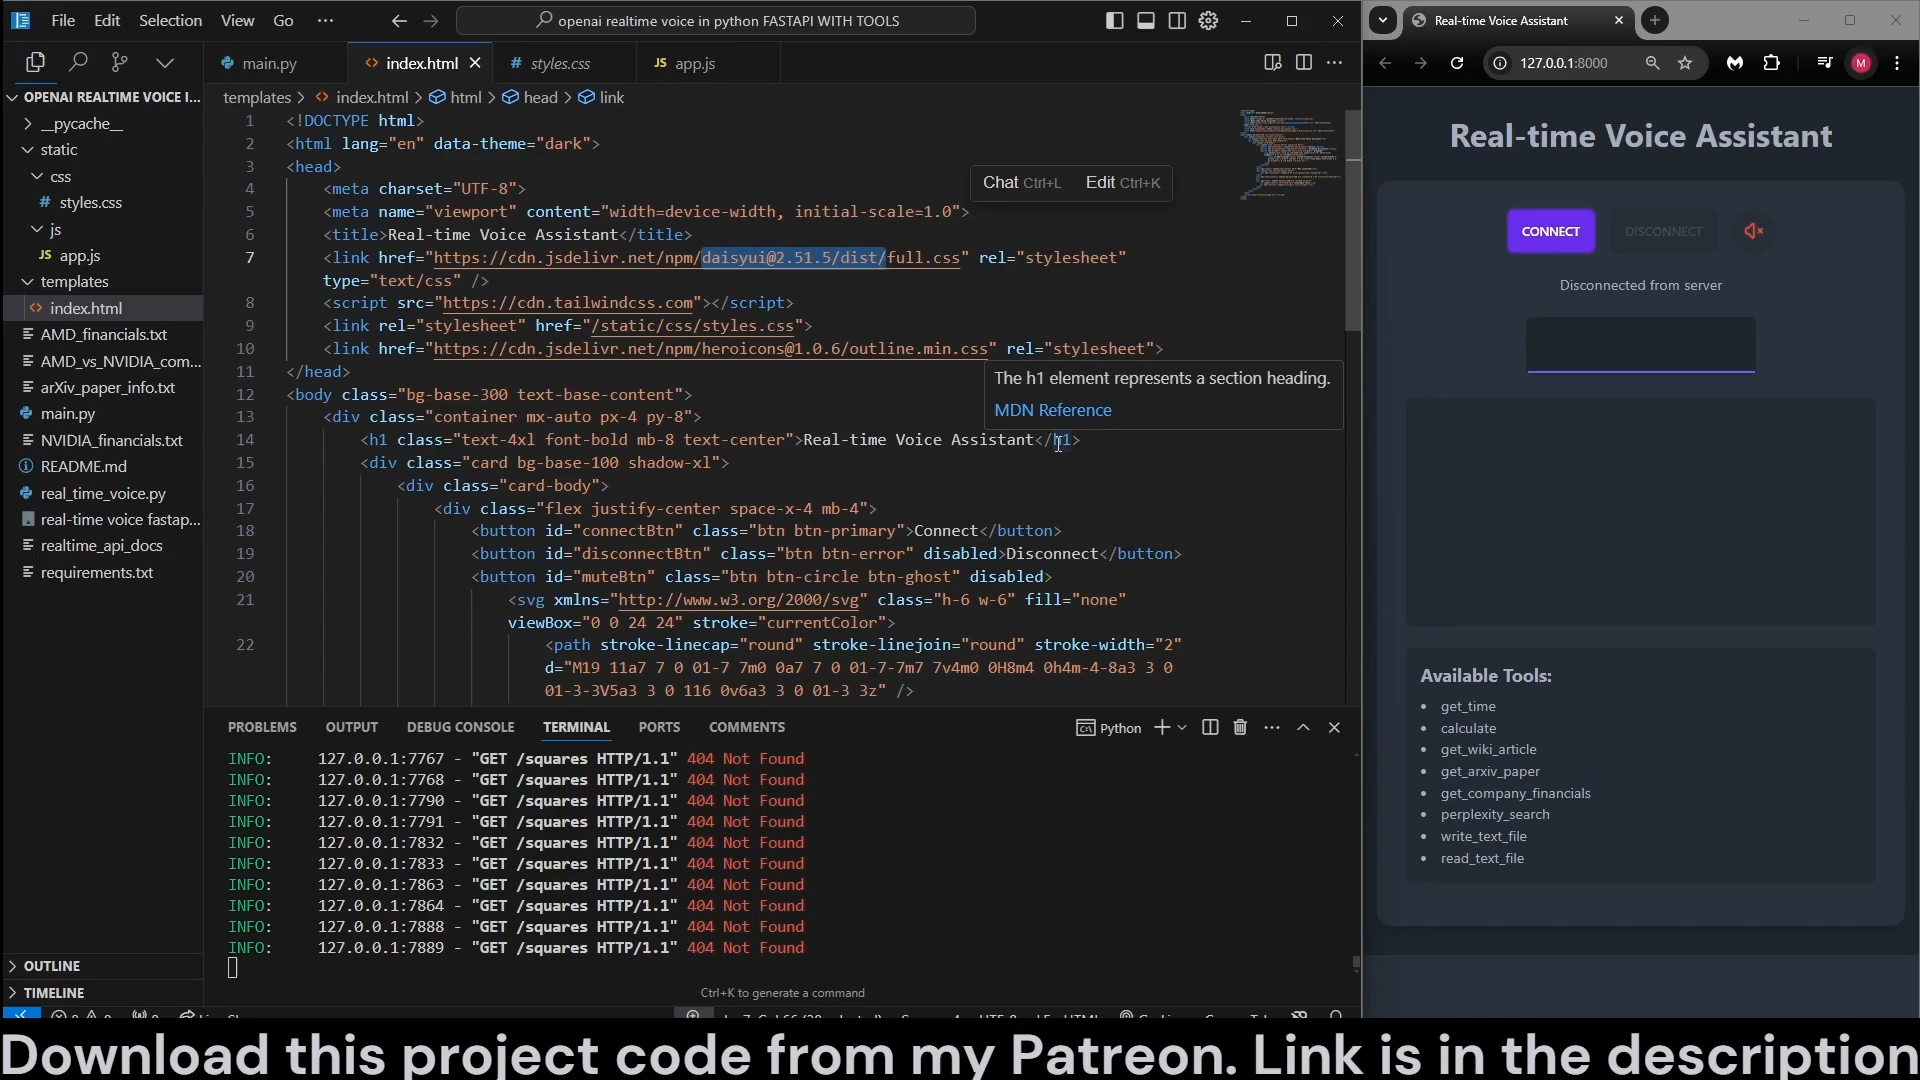 File Edit Selection View Go ··· openai realtime voice in python FASTAPI WITH TOOLS
main.py index.html styles.css app.js
OPENAI REALTIME VOICE I...
__pycache__
static
css
styles.css
js
app.js
templates
index.html
AMD_financials.txt
AMD_vs_NVIDIA_com...
arXiv_paper_info.txt
main.py
NVIDIA_financials.txt
README.md
real_time_voice.py
real-time voice fastap...
realtime_api_docs
requirements.txt
OUTLINE
TIMELINE
templates > index.html > html > head > link
1 <!DOCTYPE html>
2 <html lang="en" data-theme="dark">
3 <head>
4 <meta charset="UTF-8">
5 <meta name="viewport" content="width=device-width, initial-scale=1.0">
6 <title>Real-time Voice Assistant</title>
7 <link href="https://cdn.jsdelivr.net/npm/daisyui@2.51.5/dist/full.css" rel="stylesheet"
type="text/css" />
8 <script src="https://cdn.tailwindcss.com"></script>
9 <link rel="stylesheet" href="/static/css/styles.css">
10 <link href="https://cdn.jsdelivr.net/npm/heroicons@1.0.6/outline.min.css" rel="stylesheet">
11 </head>
12 <body class="bg-base-300 text-base-content">
13 <div class="container mx-auto px-4 py-8">
14 <h1 class="text-4xl font-bold mb-8 text-center">Real-time Voice Assistant</h1>
15 <div class="card bg-base-100 shadow-xl">
16 <div class="card-body">
17 <div class="flex justify-center space-x-4 mb-4">
18 <button id="connectBtn" class="btn btn-primary">Connect</button>
19 <button id="disconnectBtn" class="btn btn-error" disabled>Disconnect</button>
20 <button id="muteBtn" class="btn btn-circle btn-ghost" disabled>
21 <svg xmlns="http://www.w3.org/2000/svg" class="h-6 w-6" fill="none"
viewBox="0 0 24 24" stroke="currentColor">
22 <path stroke-linecap="round" stroke-linejoin="round" stroke-width="2"
d="M19 11a7 7 0 01-7 7m0 0a7 7 0 01-7-7m7 7v4m0 0H8m4 0h4m-4-8a3 3 0
01-3-3V5a3 3 0 116 0v6a3 3 0 01-3 3z" />
Chat Ctrl+L Edit Ctrl+K
The h1 element represents a section heading.
MDN Reference
PROBLEMS OUTPUT DEBUG CONSOLE TERMINAL PORTS COMMENTS Python
INFO: 127.0.0.1:7767 - "GET /squares HTTP/1.1" 404 Not Found
INFO: 127.0.0.1:7768 - "GET /squares HTTP/1.1" 404 Not Found
INFO: 127.0.0.1:7790 - "GET /squares HTTP/1.1" 404 Not Found
INFO: 127.0.0.1:7791 - "GET /squares HTTP/1.1" 404 Not Found
INFO: 127.0.0.1:7832 - "GET /squares HTTP/1.1" 404 Not Found
INFO: 127.0.0.1:7833 - "GET /squares HTTP/1.1" 404 Not Found
INFO: 127.0.0.1:7863 - "GET /squares HTTP/1.1" 404 Not Found
INFO: 127.0.0.1:7864 - "GET /squares HTTP/1.1" 404 Not Found
INFO: 127.0.0.1:7888 - "GET /squares HTTP/1.1" 404 Not Found
INFO: 127.0.0.1:7889 - "GET /squares HTTP/1.1" 404 Not Found
Ctrl+K to generate a command
Real-time Voice Assistant
127.0.0.1:8000
M
Real-time Voice Assistant
CONNECT DISCONNECT
Disconnected from server
Available Tools:
• get_time
• calculate
• get_wiki_article
• get_arxiv_paper
• get_company_financials
• perplexity_search
• write_text_file
• read_text_file
Download this project code from my Patreon. Link is in the description